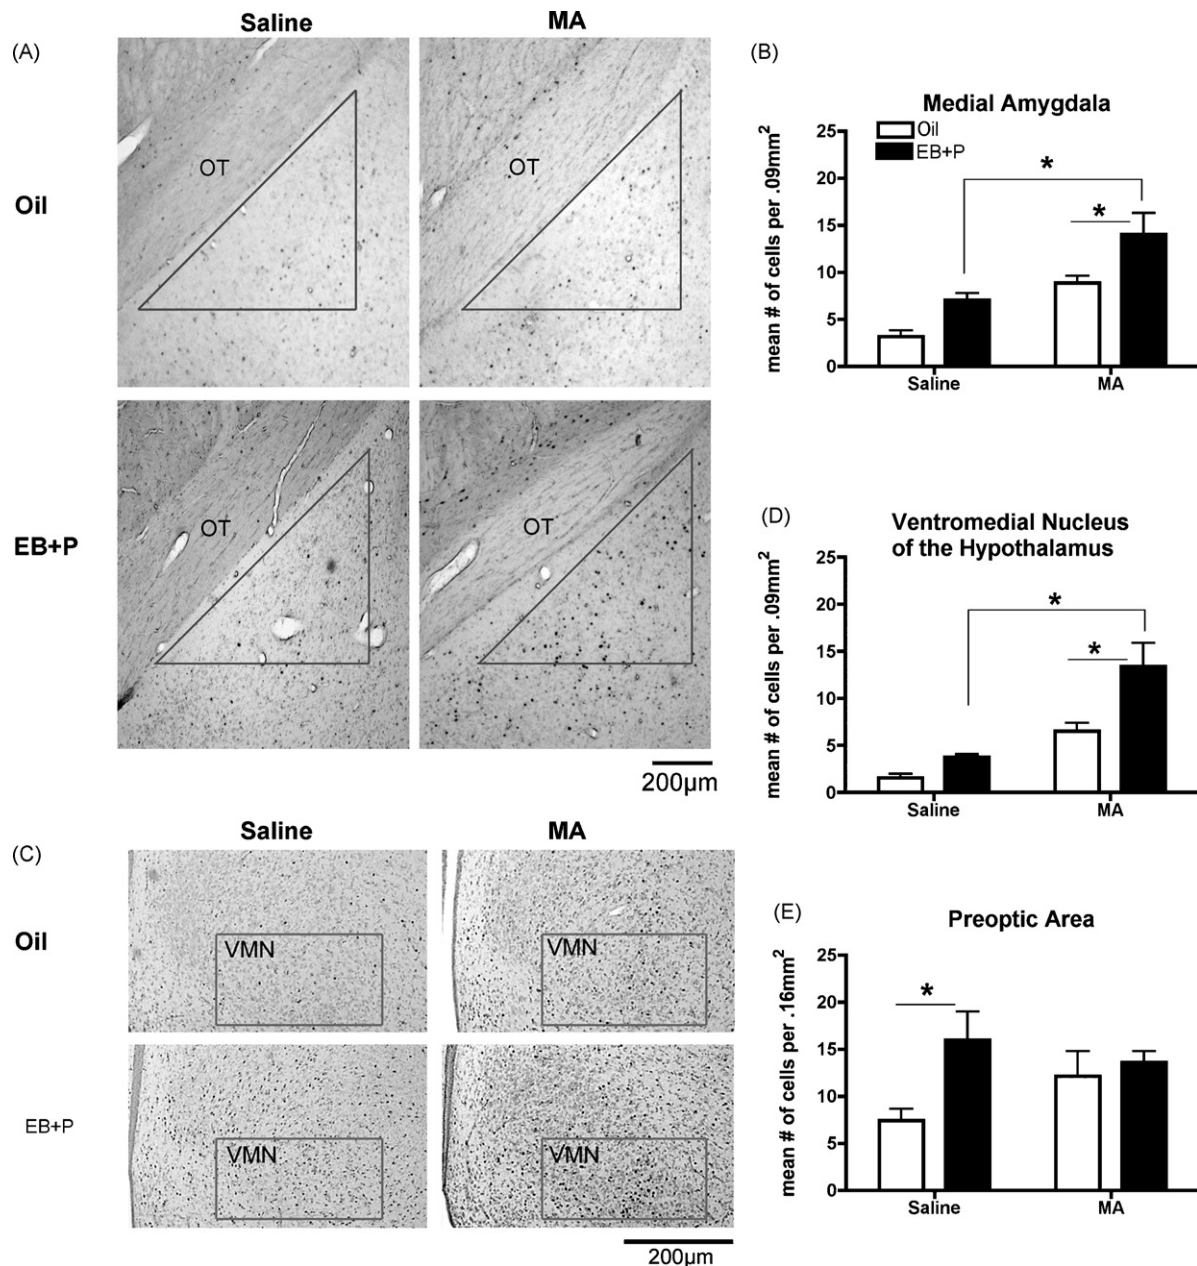 Saline
MA
(A)
Oil
OT
OT
EB+P
OT
OT
200µm
(B)
Medial Amygdala
Oil
EB+P
mean # of cells per .09mm²
25
20
15
10
5
0
*
*
Saline
MA
(D)
Ventromedial Nucleus
of the Hypothalamus
mean # of cells per .09mm²
25
20
15
10
5
0
*
*
Saline
MA
(C)
Saline
MA
Oil
VMN
VMN
EB+P
VMN
VMN
200µm
(E)
Preoptic Area
mean # of cells per .16mm²
25
20
15
10
5
0
*
Saline
MA